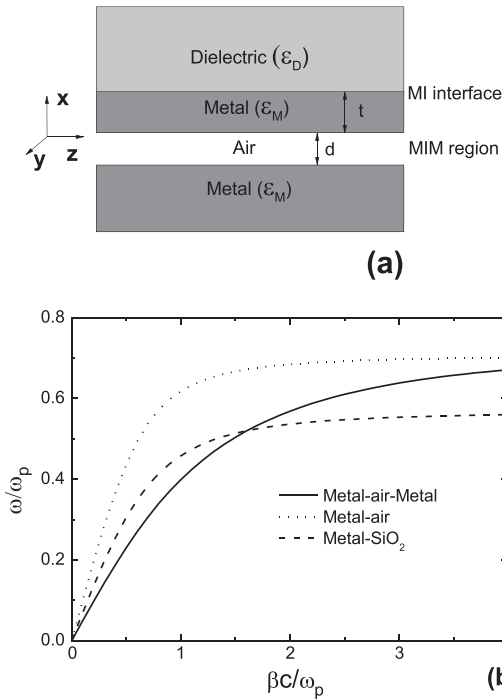 Dielectric (ε_D)
Metal (ε_M)
t
MI interface
Air
d
MIM region
Metal (ε_M)
x
y
z
(a)
0.8
0.6
0.4
0.2
0.0
ω/ω_p
Metal-air-Metal
Metal-air
Metal-SiO₂
0
1
2
3
βc/ω_p
(b